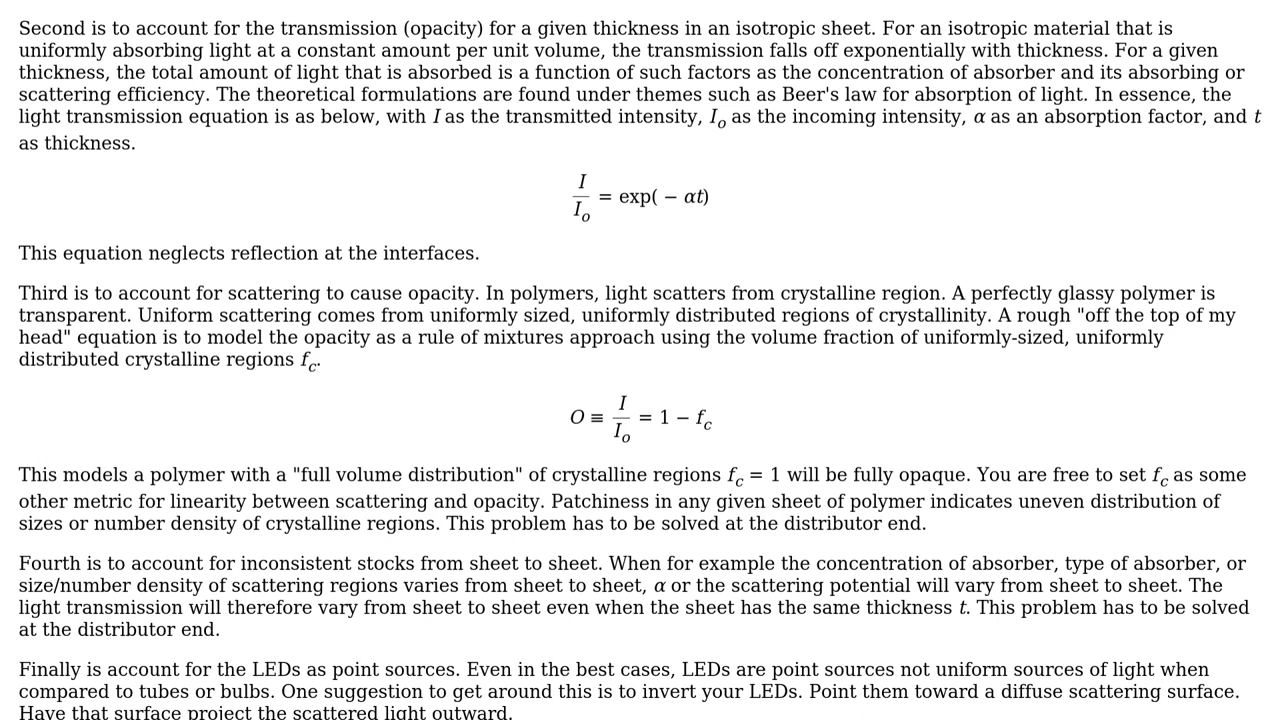 Second is to account for the transmission (opacity) for a given thickness in an isotropic sheet. For an isotropic material that is
uniformly absorbing light at a constant amount per unit volume, the transmission falls off exponentially with thickness. For a given
thickness, the total amount of light that is absorbed is a function of such factors as the concentration of absorber and its absorbing or
scattering efficiency. The theoretical formulations are found under themes such as Beer's law for absorption of light. In essence, the
light transmission equation is as below, with I as the transmitted intensity, I_o as the incoming intensity, α as an absorption factor, and t
as thickness.
I/I_o = exp( − αt)
This equation neglects reflection at the interfaces.
Third is to account for scattering to cause opacity. In polymers, light scatters from crystalline region. A perfectly glassy polymer is
transparent. Uniform scattering comes from uniformly sized, uniformly distributed regions of crystallinity. A rough "off the top of my
head" equation is to model the opacity as a rule of mixtures approach using the volume fraction of uniformly-sized, uniformly
distributed crystalline regions f_c.
O ≡ I/I_o = 1 − f_c
This models a polymer with a "full volume distribution" of crystalline regions f_c = 1 will be fully opaque. You are free to set f_c as some
other metric for linearity between scattering and opacity. Patchiness in any given sheet of polymer indicates uneven distribution of
sizes or number density of crystalline regions. This problem has to be solved at the distributor end.
Fourth is to account for inconsistent stocks from sheet to sheet. When for example the concentration of absorber, type of absorber, or
size/number density of scattering regions varies from sheet to sheet, α or the scattering potential will vary from sheet to sheet. The
light transmission will therefore vary from sheet to sheet even when the sheet has the same thickness t. This problem has to be solved
at the distributor end.
Finally is account for the LEDs as point sources. Even in the best cases, LEDs are point sources not uniform sources of light when
compared to tubes or bulbs. One suggestion to get around this is to invert your LEDs. Point them toward a diffuse scattering surface.
Have that surface project the scattered light outward.